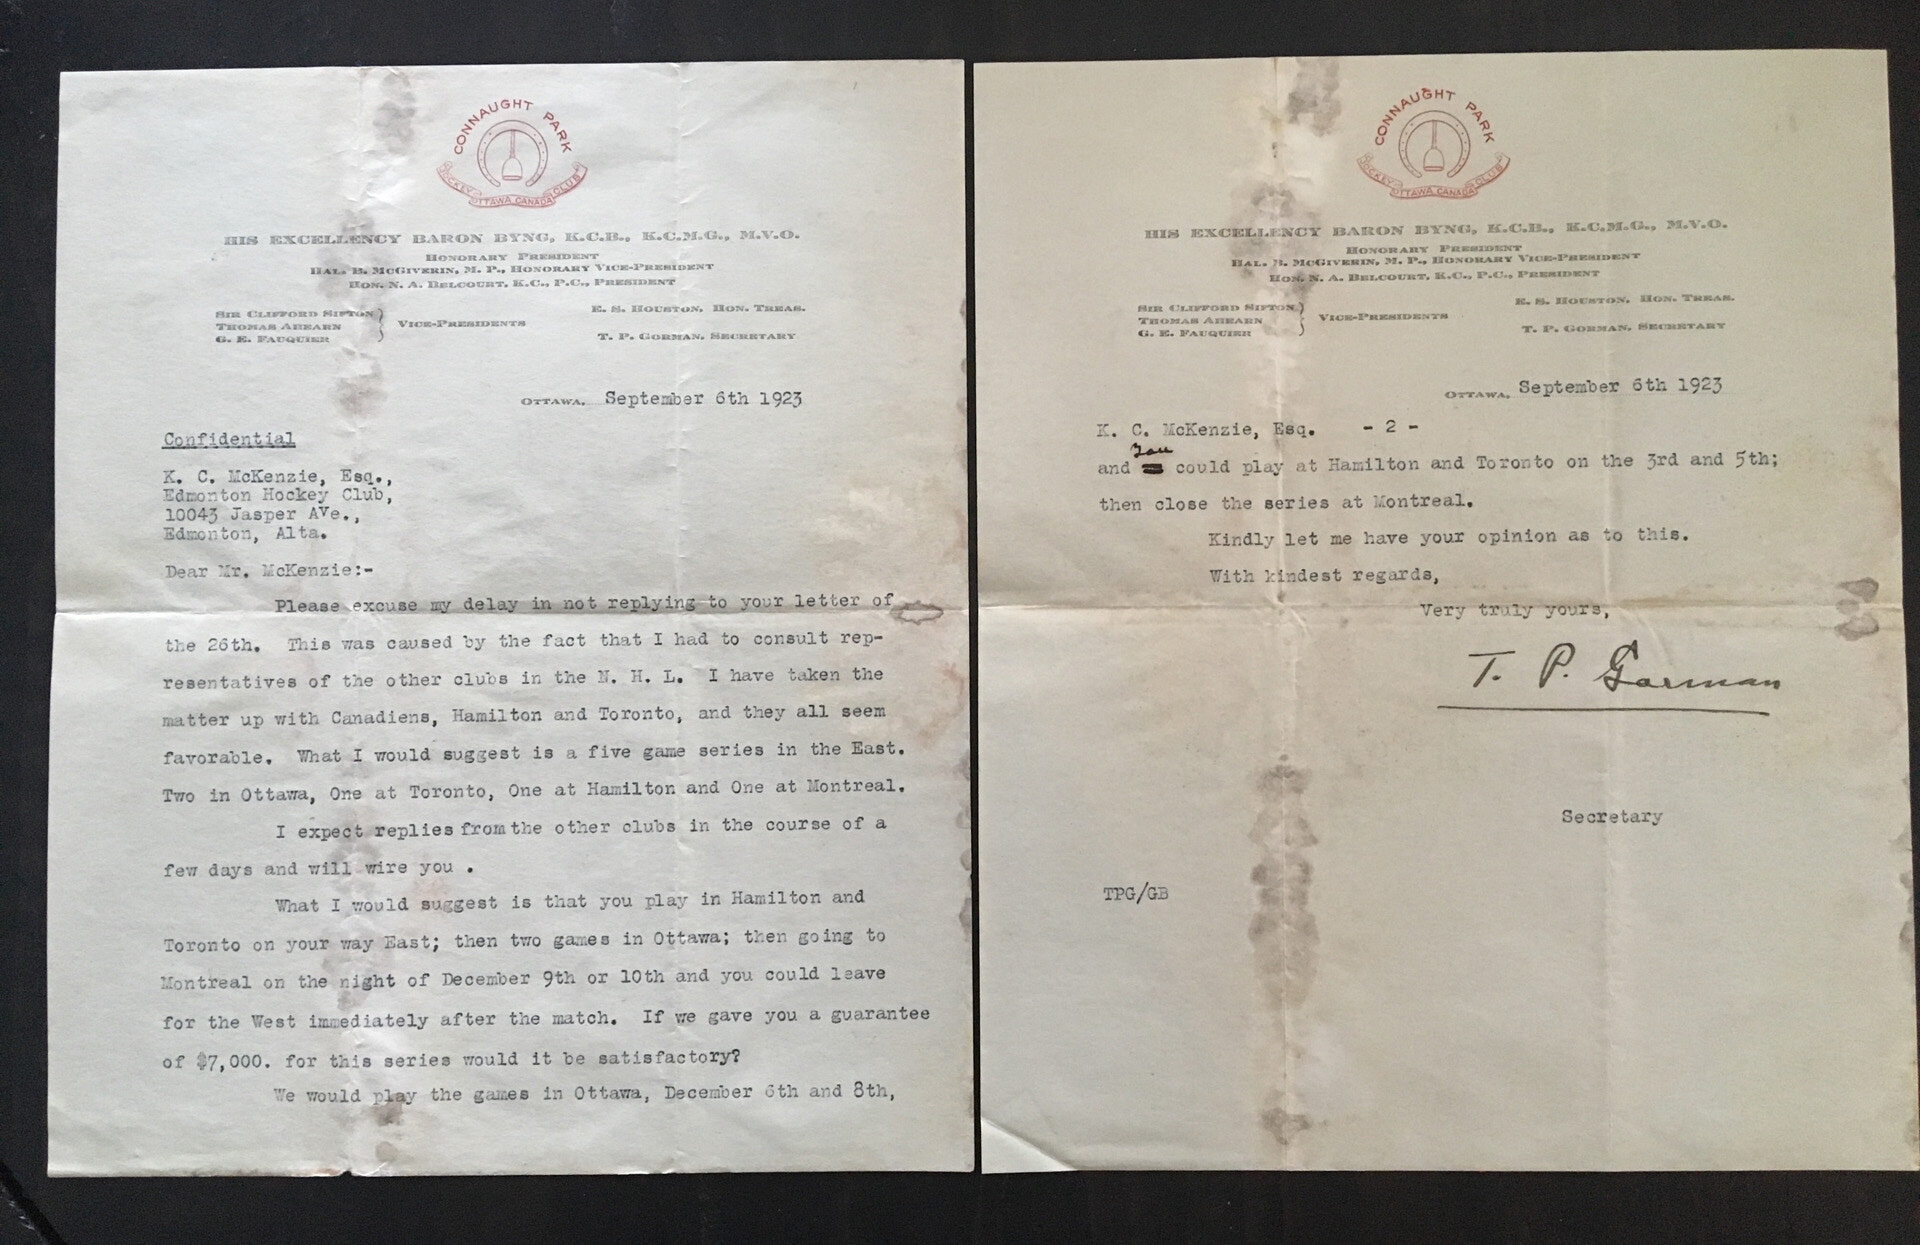 CONNAUGHT PARK
JOCKEY CLUB
OTTAWA, CANADA
HIS EXCELLENCY BARON BYNG, K.C.B., K.C.M.G., M.V.O.
HONORARY PRESIDENT
HAL. B. McGIVERIN, M. P., HONORARY VICE-PRESIDENT
HON. N. A. BELCOURT, K.C., P.C., PRESIDENT
SIR CLIFFORD SIFTON
THOMAS AHEARN
G. E. FAUQUIER
VICE-PRESIDENTS
E. S. HOUSTON, HON. TREAS.
T. P. GORMAN, SECRETARY
OTTAWA, September 6th 1923
Confidential
K. C. McKenzie, Esq.,
Edmonton Hockey Club,
10043 Jasper AVe.,
Edmonton, Alta.
Dear Mr. McKenzie:-
Please excuse my delay in not replying to your letter of
the 26th. This was caused by the fact that I had to consult rep-
resentatives of the other clubs in the N. H. L. I have taken the
matter up with Canadiens, Hamilton and Toronto, and they all seem
favorable. What I would suggest is a five game series in the East.
Two in Ottawa, One at Toronto, One at Hamilton and One at Montreal.
I expect replies from the other clubs in the course of a
few days and will wire you .
What I would suggest is that you play in Hamilton and
Toronto on your way East; then two games in Ottawa; then going to
Montreal on the night of December 9th or 10th and you could leave
for the West immediately after the match. If we gave you a guarantee
of $7,000. for this series would it be satisfactory?
We would play the games in Ottawa, December 6th and 8th,
CONNAUGHT PARK
JOCKEY CLUB
OTTAWA, CANADA
HIS EXCELLENCY BARON BYNG, K.C.B., K.C.M.G., M.V.O.
HONORARY PRESIDENT
HAL. B. McGIVERIN, M. P., HONORARY VICE-PRESIDENT
HON. N. A. BELCOURT, K.C., P.C., PRESIDENT
SIR CLIFFORD SIFTON
THOMAS AHEARN
G. E. FAUQUIER
VICE-PRESIDENTS
E. S. HOUSTON, HON. TREAS.
T. P. GORMAN, SECRETARY
OTTAWA, September 6th 1923
K. C. McKenzie, Esq. - 2 -
and you could play at Hamilton and Toronto on the 3rd and 5th;
then close the series at Montreal.
Kindly let me have your opinion as to this.
With kindest regards,
Very truly yours,
T. P. Gorman
Secretary
TPG/GB